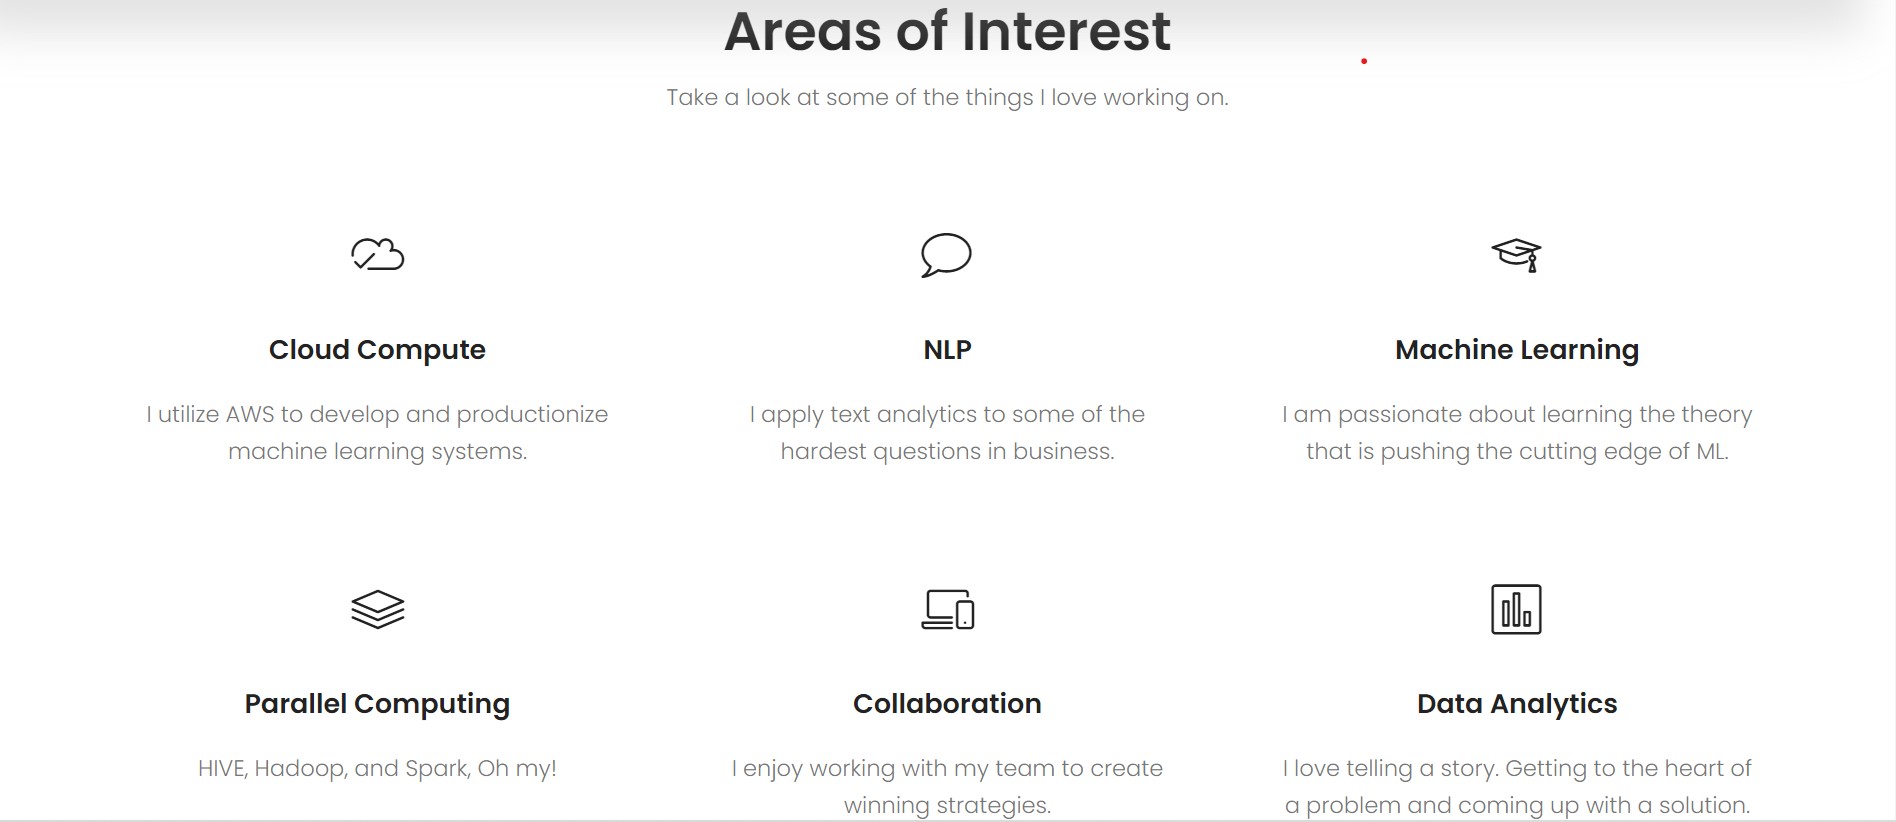 Areas of Interest
Take a look at some of the things I love working on.
Cloud Compute
I utilize AWS to develop and productionize
machine learning systems.
NLP
I apply text analytics to some of the
hardest questions in business.
Machine Learning
I am passionate about learning the theory
that is pushing the cutting edge of ML.
Parallel Computing
HIVE, Hadoop, and Spark, Oh my!
Collaboration
I enjoy working with my team to create
winning strategies.
Data Analytics
I love telling a story. Getting to the heart of
a problem and coming up with a solution.